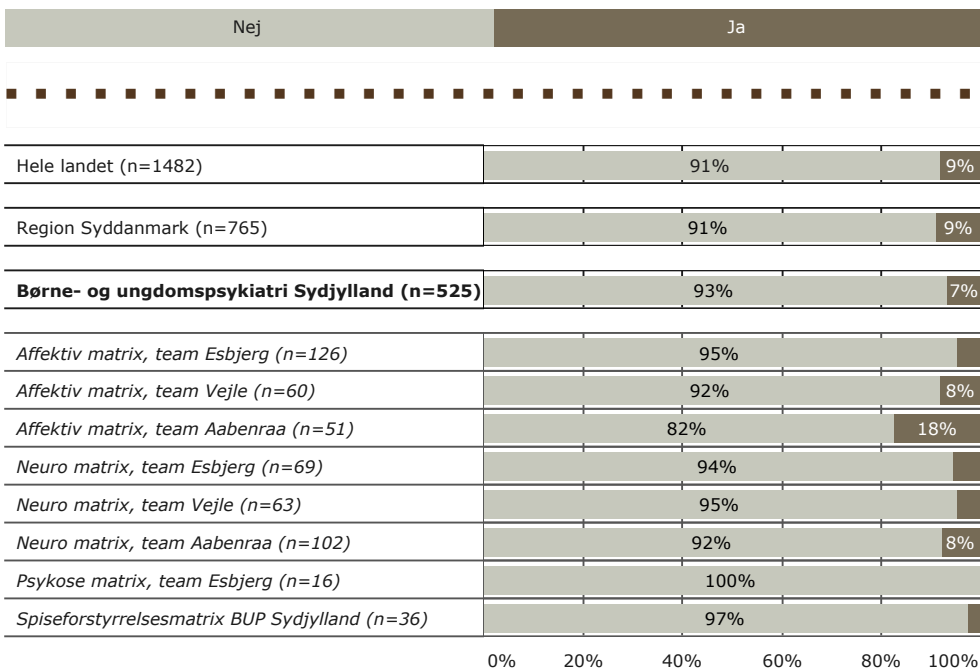 Nej Ja
Hele landet (n=1482) 91% 9%
Region Syddanmark (n=765) 91% 9%
Børne- og ungdomspsykiatri Sydjylland (n=525) 93% 7%
Affektiv matrix, team Esbjerg (n=126) 95%
Affektiv matrix, team Vejle (n=60) 92% 8%
Affektiv matrix, team Aabenraa (n=51) 82% 18%
Neuro matrix, team Esbjerg (n=69) 94%
Neuro matrix, team Vejle (n=63) 95%
Neuro matrix, team Aabenraa (n=102) 92% 8%
Psykose matrix, team Esbjerg (n=16) 100%
Spiseforstyrrelsesmatrix BUP Sydjylland (n=36) 97%
0% 20% 40% 60% 80% 100%